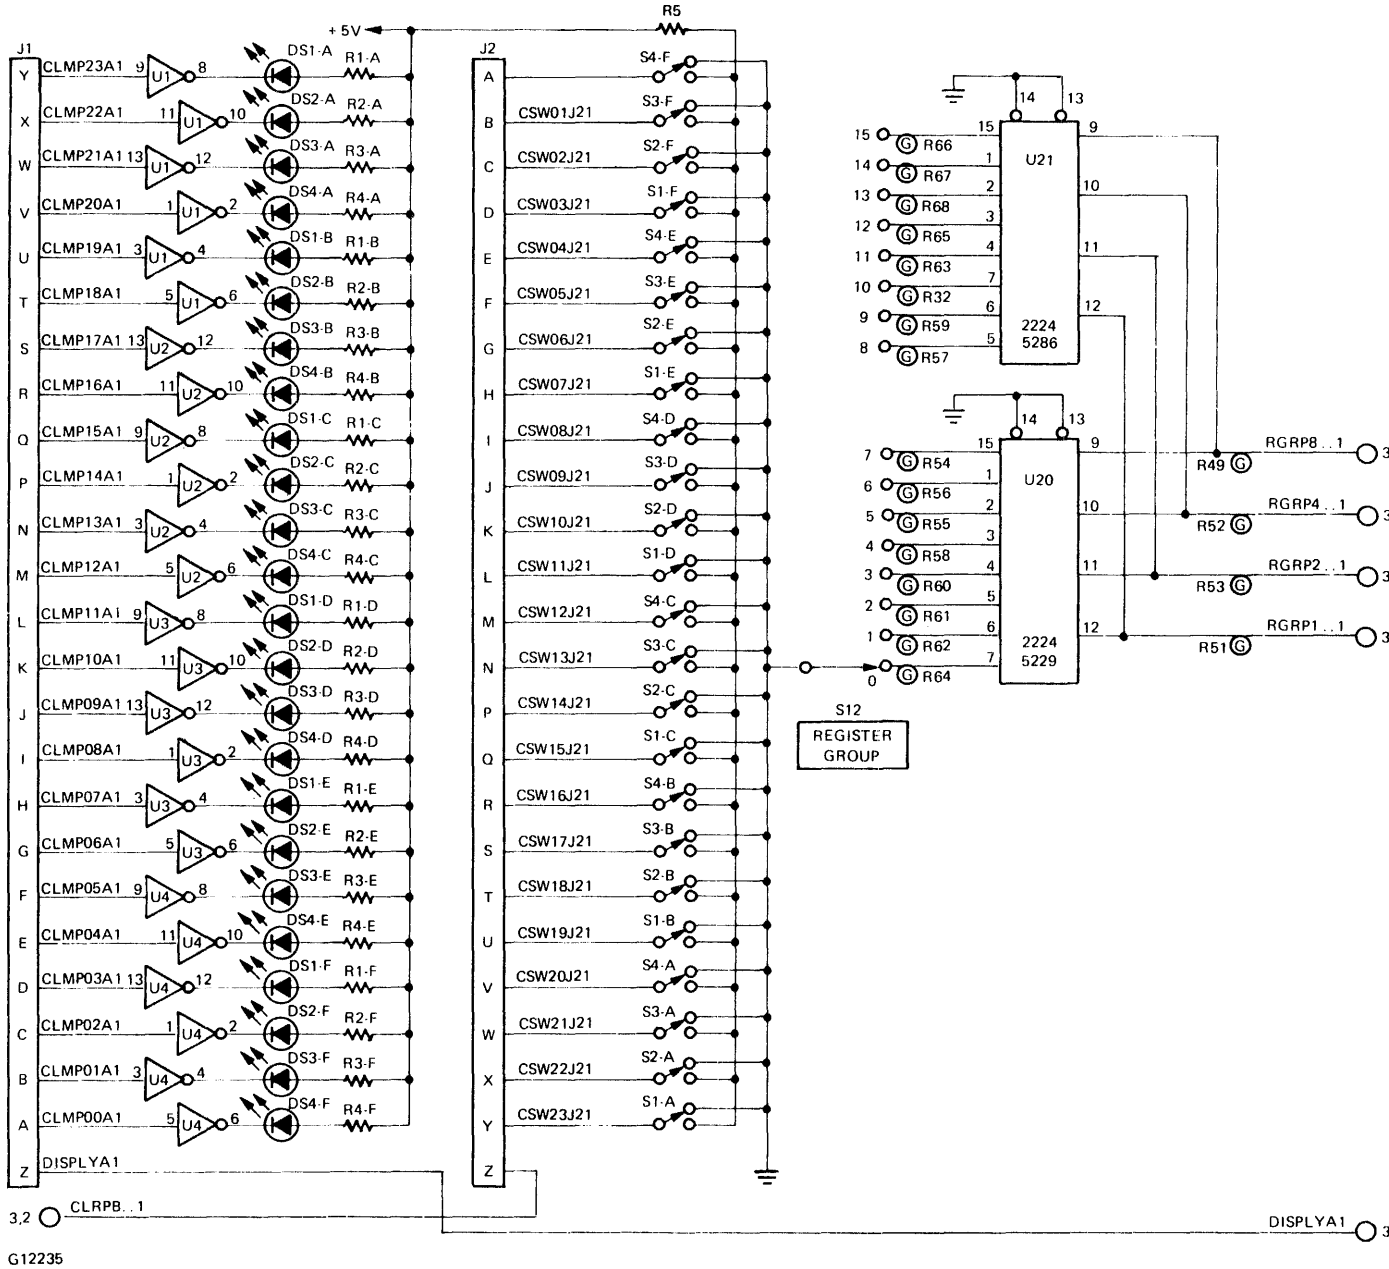 R5
+ 5V
J1
J2
Y CLMP23A1 9 U1 8 DS1-A R1-A
X CLMP22A1 11 U1 10 DS2-A R2-A
W CLMP21A1 13 U1 12 DS3-A R3-A
V CLMP20A1 1 U1 2 DS4-A R4-A
U CLMP19A1 3 U1 4 DS1-B R1-B
T CLMP18A1 5 U1 6 DS2-B R2-B
S CLMP17A1 13 U2 12 DS3-B R3-B
R CLMP16A1 11 U2 10 DS4-B R4-B
Q CLMP15A1 9 U2 8 DS1-C R1-C
P CLMP14A1 1 U2 2 DS2-C R2-C
N CLMP13A1 3 U2 4 DS3-C R3-C
M CLMP12A1 5 U2 6 DS4-C R4-C
L CLMP11A1 9 U3 8 DS1-D R1-D
K CLMP10A1 11 U3 10 DS2-D R2-D
J CLMP09A1 13 U3 12 DS3-D R3-D
I CLMP08A1 1 U3 2 DS4-D R4-D
H CLMP07A1 3 U3 4 DS1-E R1-E
G CLMP06A1 5 U3 6 DS2-E R2-E
F CLMP05A1 9 U4 8 DS3-E R3-E
E CLMP04A1 11 U4 10 DS4-E R4-E
D CLMP03A1 13 U4 12 DS1-F R1-F
C CLMP02A1 1 U4 2 DS2-F R2-F
B CLMP01A1 3 U4 4 DS3-F R3-F
A CLMP00A1 5 U4 6 DS4-F R4-F
Z DISPLYA1
A S4-F
B CSW01J21 S3-F
C CSW02J21 S2-F
D CSW03J21 S1-F
E CSW04J21 S4-E
F CSW05J21 S3-E
G CSW06J21 S2-E
H CSW07J21 S1-E
I CSW08J21 S4-D
J CSW09J21 S3-D
K CSW10J21 S2-D
L CSW11J21 S1-D
M CSW12J21 S4-C
N CSW13J21 S3-C
P CSW14J21 S2-C
Q CSW15J21 S1-C
R CSW16J21 S4-B
S CSW17J21 S3-B
T CSW18J21 S2-B
U CSW19J21 S1-B
V CSW20J21 S4-A
W CSW21J21 S3-A
X CSW22J21 S2-A
Y CSW23J21 S1-A
Z
14 13
15 G R66 15 U21 9
14 G R67 1
13 G R68 2 10
12 G R65 3
11 G R63 4 11
10 G R32 7
9 G R59 6 12
8 G R57 5
2224
5286
14 13
7 G R54 15 U20 9 R49 G RGRP8..1 3
6 G R56 1
5 G R55 2 10 R52 G RGRP4..1 3
4 G R58 3
3 G R60 4 11 R53 G RGRP2..1 3
2 G R61 5
1 G R62 6 12 R51 G RGRP1..1 3
0 G R64 7
2224
5229
S12
REGISTER
GROUP
3,2 CLRPB..1
DISPLYA1 3
G12235